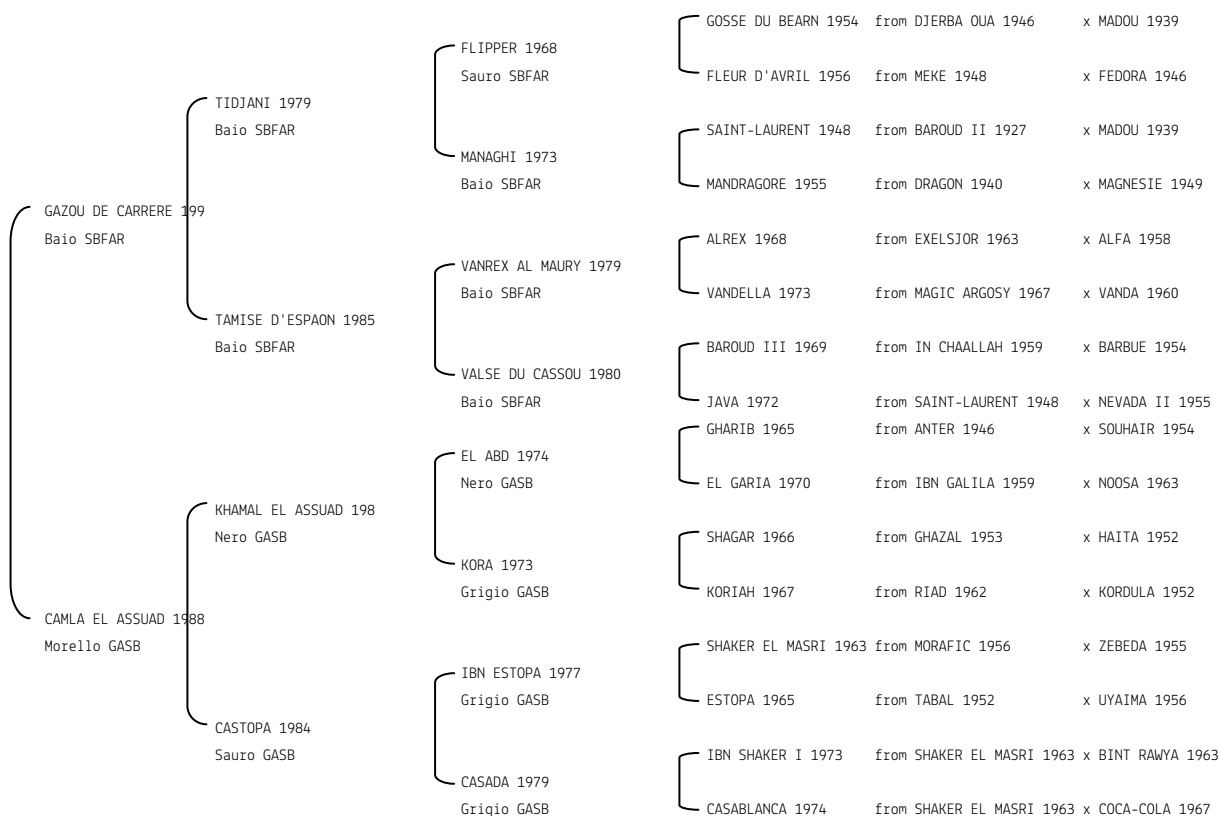 GOSSE DU BEARN 1954 from DJERBA OUA 1946 x MADOU 1939
FLIPPER 1968
Sauro SBFAR FLEUR D'AVRIL 1956 from MEKE 1948 x FEDORA 1946
TIDJANI 1979
Baio SBFAR SAINT-LAURENT 1948 from BAROUD II 1927 x MADOU 1939
MANAGHI 1973
Baio SBFAR MANDRAGORE 1955 from DRAGON 1940 x MAGNESIE 1949
GAZOU DE CARRERE 199
Baio SBFAR ALREX 1968 from EXELSJOR 1963 x ALFA 1958
VANREX AL MAURY 1979
Baio SBFAR VANDELLA 1973 from MAGIC ARGOSY 1967 x VANDA 1960
TAMISE D'ESPAON 1985
Baio SBFAR BAROUD III 1969 from IN CHAALLAH 1959 x BARBUE 1954
VALSE DU CASSOU 1980
Baio SBFAR JAVA 1972 from SAINT-LAURENT 1948 x NEVADA II 1955
GHARIB 1965 from ANTER 1946 x SOUHAIR 1954
EL ABD 1974
Nero GASB EL GARIA 1970 from IBN GALILA 1959 x NOOSA 1963
KHAMAL EL ASSUAD 198
Nero GASB SHAGAR 1966 from GHAZAL 1953 x HAITA 1952
KORA 1973
Grigio GASB KORIAH 1967 from RIAD 1962 x KORDULA 1952
CAMLA EL ASSUAD 1988
Morello GASB SHAKER EL MASRI 1963 from MORAFIC 1956 x ZEBEDA 1955
IBN ESTOPA 1977
Grigio GASB ESTOPA 1965 from TABAL 1952 x UYAIMA 1956
CASTOPA 1984
Sauro GASB IBN SHAKER I 1973 from SHAKER EL MASRI 1963 x BINT RAWYA 1963
CASADA 1979
Grigio GASB CASABLANCA 1974 from SHAKER EL MASRI 1963 x COCA-COLA 1967